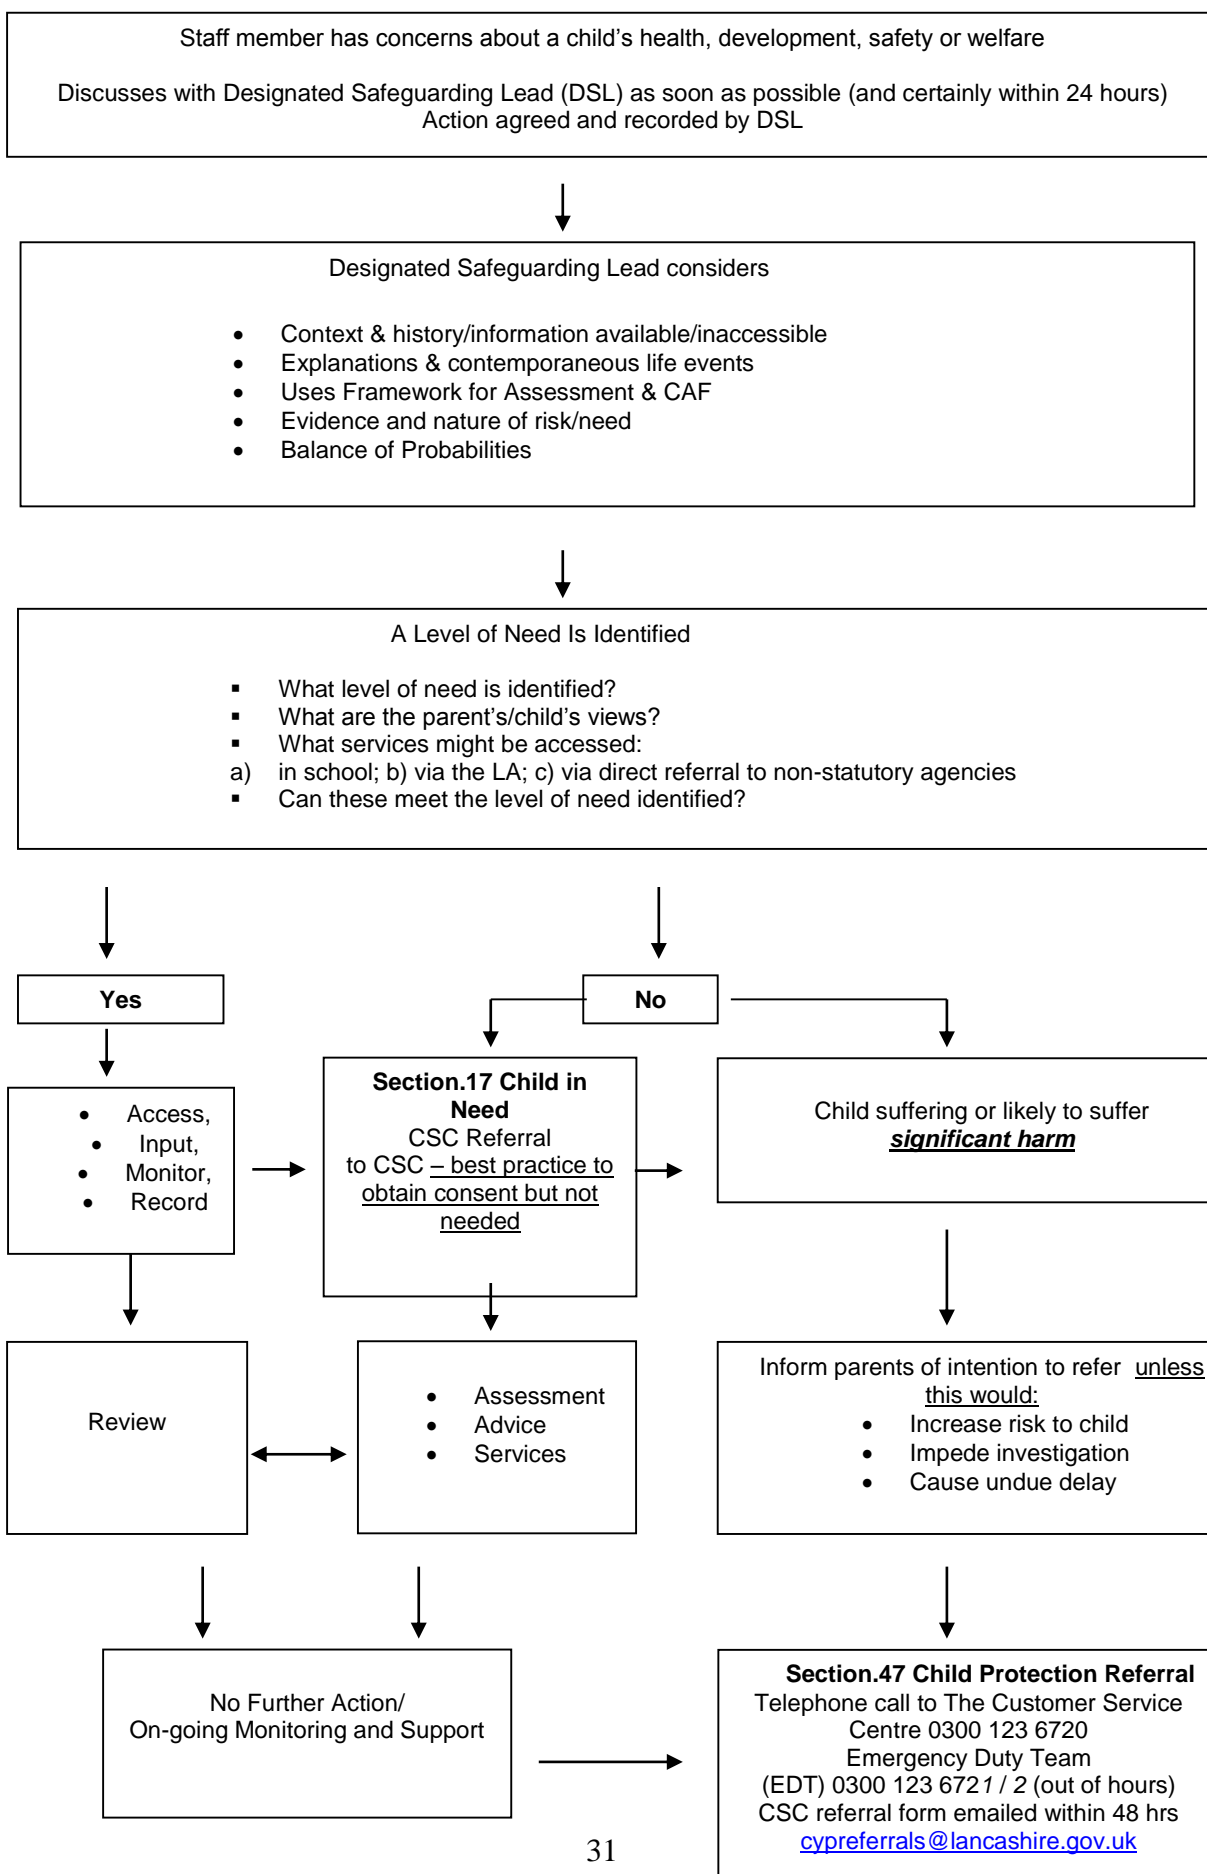 Staff member has concerns about a child's health, development, safety or welfare
Discusses with Designated Safeguarding Lead (DSL) as soon as possible (and certainly within 24 hours)
Action agreed and recorded by DSL
Designated Safeguarding Lead considers
• Context & history/information available/inaccessible
• Explanations & contemporaneous life events
• Uses Framework for Assessment & CAF
• Evidence and nature of risk/need
• Balance of Probabilities
A Level of Need Is Identified
▪ What level of need is identified?
▪ What are the parent's/child's views?
▪ What services might be accessed:
a) in school; b) via the LA; c) via direct referral to non-statutory agencies
▪ Can these meet the level of need identified?
Yes
No
• Access,
• Input,
• Monitor,
• Record
Section.17 Child in
Need
CSC Referral
to CSC – best practice to
obtain consent but not
needed
Child suffering or likely to suffer
significant harm
Review
• Assessment
• Advice
• Services
Inform parents of intention to refer unless
this would:
• Increase risk to child
• Impede investigation
• Cause undue delay
No Further Action/
On-going Monitoring and Support
Section.47 Child Protection Referral
Telephone call to The Customer Service
Centre 0300 123 6720
Emergency Duty Team
(EDT) 0300 123 6721 / 2 (out of hours)
CSC referral form emailed within 48 hrs
cypreferrals@lancashire.gov.uk
31